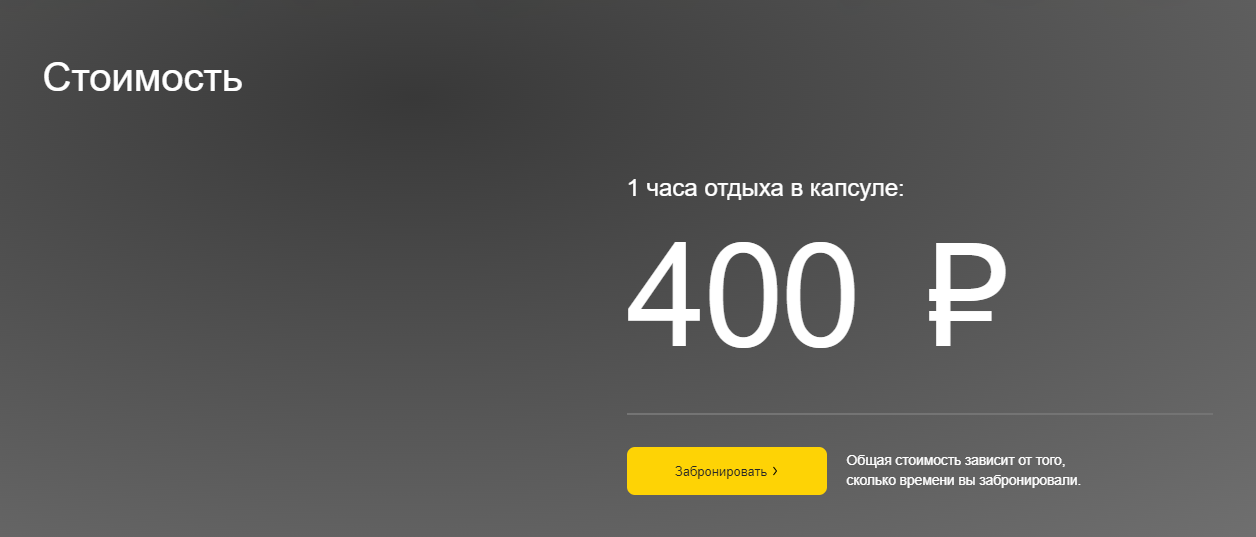 Стоимость
1 часа отдыха в капсуле:
400 ₽
Забронировать ›
Общая стоимость зависит от того,
сколько времени вы забронировали.